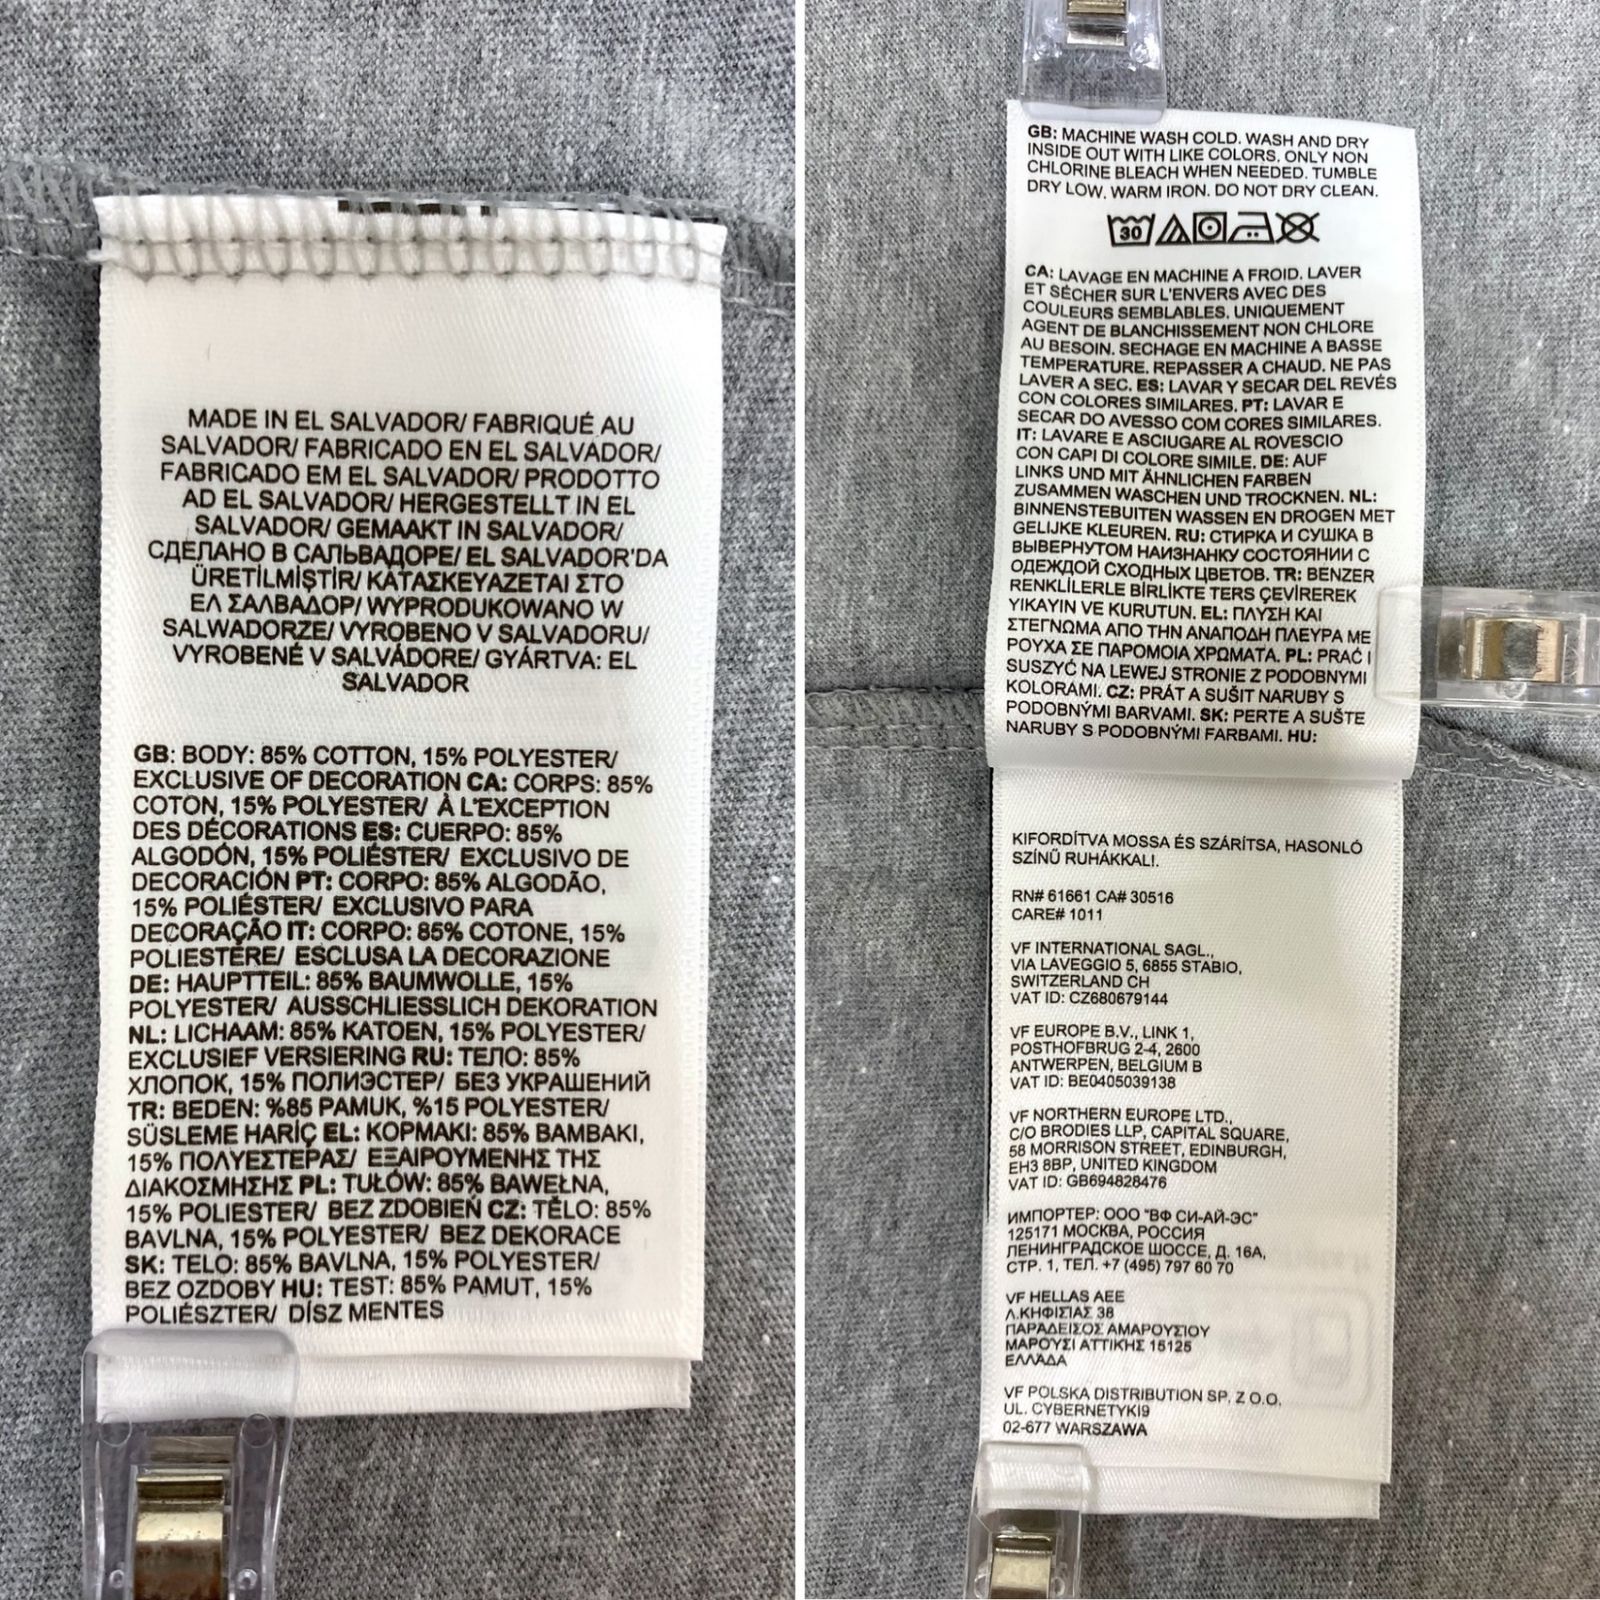 MADE IN EL SALVADOR/ FABRIQUÉ AU
SALVADOR/ FABRICADO EN EL SALVADOR/
FABRICADO EM EL SALVADOR/ PRODOTTO
AD EL SALVADOR/ HERGESTELLT IN EL
SALVADOR/ GEMAAKT IN SALVADOR/
СДЕЛАНО В САЛЬВАДОРЕ/ EL SALVADOR'DA
ÜRETİLMİŞTİR/ ΚΑΤΑΣΚΕΥΑΖΕΤΑΙ ΣΤΟ
ΕΛ ΣΑΛΒΑΔΟΡ/ WYPRODUKOWANO W
SALWADORZE/ VYROBENO V SALVADORU/
VYROBENÉ V SALVÁDORE/ GYÁRTVA: EL
SALVADOR
GB: BODY: 85% COTTON, 15% POLYESTER/
EXCLUSIVE OF DECORATION CA: CORPS: 85%
COTON, 15% POLYESTER/ À L'EXCEPTION
DES DÉCORATIONS ES: CUERPO: 85%
ALGODÓN, 15% POLIÉSTER/ EXCLUSIVO DE
DECORACIÓN PT: CORPO: 85% ALGODÃO,
15% POLIÉSTER/ EXCLUSIVO PARA
DECORAÇÃO IT: CORPO: 85% COTONE, 15%
POLIESTERE/ ESCLUSA LA DECORAZIONE
DE: HAUPTTEIL: 85% BAUMWOLLE, 15%
POLYESTER/ AUSSCHLIESSLICH DEKORATION
NL: LICHAAM: 85% KATOEN, 15% POLYESTER/
EXCLUSIEF VERSIERING RU: ТЕЛО: 85%
ХЛОПОК, 15% ПОЛИЭСТЕР/ БЕЗ УКРАШЕНИЙ
TR: BEDEN: %85 PAMUK, %15 POLYESTER/
SÜSLEME HARİÇ EL: ΚΟΡΜΑΚΙ: 85% ΒΑΜΒΑΚΙ,
15% ΠΟΛΥΕΣΤΕΡΑΣ/ ΕΞΑΙΡΟΥΜΕΝΗΣ ΤΗΣ
ΔΙΑΚΟΣΜΗΣΗΣ PL: TUŁÓW: 85% BAWEŁNA,
15% POLIESTER/ BEZ ZDOBIEŃ CZ: TĚLO: 85%
BAVLNA, 15% POLYESTER/ BEZ DEKORACE
SK: TELO: 85% BAVLNA, 15% POLYESTER/
BEZ OZDOBY HU: TEST: 85% PAMUT, 15%
POLIÉSZTER/ DÍSZ MENTES
GB: MACHINE WASH COLD. WASH AND DRY
INSIDE OUT WITH LIKE COLORS. ONLY NON
CHLORINE BLEACH WHEN NEEDED. TUMBLE
DRY LOW. WARM IRON. DO NOT DRY CLEAN.
30
CA: LAVAGE EN MACHINE A FROID. LAVER
ET SÉCHER SUR L'ENVERS AVEC DES
COULEURS SEMBLABLES. UNIQUEMENT
AGENT DE BLANCHISSEMENT NON CHLORE
AU BESOIN. SECHAGE EN MACHINE A BASSE
TEMPERATURE. REPASSER A CHAUD. NE PAS
LAVER A SEC. ES: LAVAR Y SECAR DEL REVÉS
CON COLORES SIMILARES. PT: LAVAR E
SECAR DO AVESSO COM CORES SIMILARES.
IT: LAVARE E ASCIUGARE AL ROVESCIO
CON CAPI DI COLORE SIMILE. DE: AUF
LINKS UND MIT ÄHNLICHEN FARBEN
ZUSAMMEN WASCHEN UND TROCKNEN. NL:
BINNENSTEBUITEN WASSEN EN DROGEN MET
GELIJKE KLEUREN. RU: СТИРКА И СУШКА В
ВЫВЕРНУТОМ НАИЗНАНКУ СОСТОЯНИИ С
ОДЕЖДОЙ СХОДНЫХ ЦВЕТОВ. TR: BENZER
RENKLİLERLE BİRLİKTE TERS ÇEVİREREK
YIKAYIN VE KURUTUN. EL: ΠΛΥΣΗ ΚΑΙ
ΣΤΕΓΝΩΜΑ ΑΠΟ ΤΗΝ ΑΝΑΠΟΔΗ ΠΛΕΥΡΑ ΜΕ
ΡΟΥΧΑ ΣΕ ΠΑΡΟΜΟΙΑ ΧΡΩΜΑΤΑ. PL: PRAĆ I
SUSZYĆ NA LEWEJ STRONIE Z PODOBNYMI
KOLORAMI. CZ: PRÁT A SUŠIT NARUBY S
PODOBNÝMI BARVAMI. SK: PERTE A SUŠTE
NARUBY S PODOBNÝMI FARBAMI. HU:
KIFORDÍTVA MOSSA ÉS SZÁRÍTSA, HASONLÓ
SZÍNŰ RUHÁKKAL!.
RN# 61661 CA# 30516
CARE# 1011
VF INTERNATIONAL SAGL.,
VIA LAVEGGIO 5, 6855 STABIO,
SWITZERLAND CH
VAT ID: CZ680679144
VF EUROPE B.V., LINK 1,
POSTHOFBRUG 2-4, 2600
ANTWERPEN, BELGIUM B
VAT ID: BE0405039138
VF NORTHERN EUROPE LTD.,
C/O BRODIES LLP, CAPITAL SQUARE,
58 MORRISON STREET, EDINBURGH,
EH3 8BP, UNITED KINGDOM
VAT ID: GB694828476
ИМПОРТЕР: ООО "ВФ СИ-АЙ-ЭС"
125171 МОСКВА, РОССИЯ
ЛЕНИНГРАДСКОЕ ШОССЕ, Д. 16А,
СТР. 1, ТЕЛ. +7 (495) 797 60 70
VF HELLAS AEE
Λ.ΚΗΦΙΣΙΑΣ 38
ΠΑΡΑΔΕΙΣΟΣ ΑΜΑΡΟΥΣΙΟΥ
ΜΑΡΟΥΣΙ ΑΤΤΙΚΗΣ 15125
ΕΛΛΑΔΑ
VF POLSKA DISTRIBUTION SP. Z O.O.
UL. CYBERNETYKI9
02-677 WARSZAWA